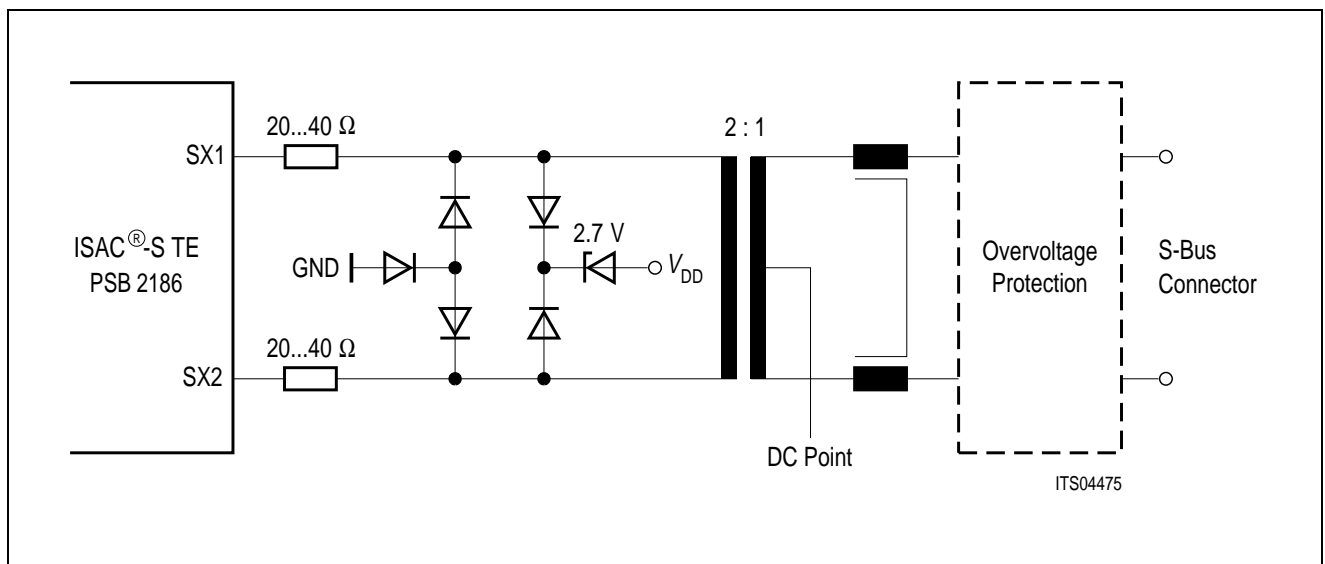 20...40 Ω
2 : 1
SX1
ISAC®-S TE
PSB 2186
GND
2.7 V
VDD
Overvoltage
Protection
S-Bus
Connector
20...40 Ω
SX2
DC Point
ITS04475